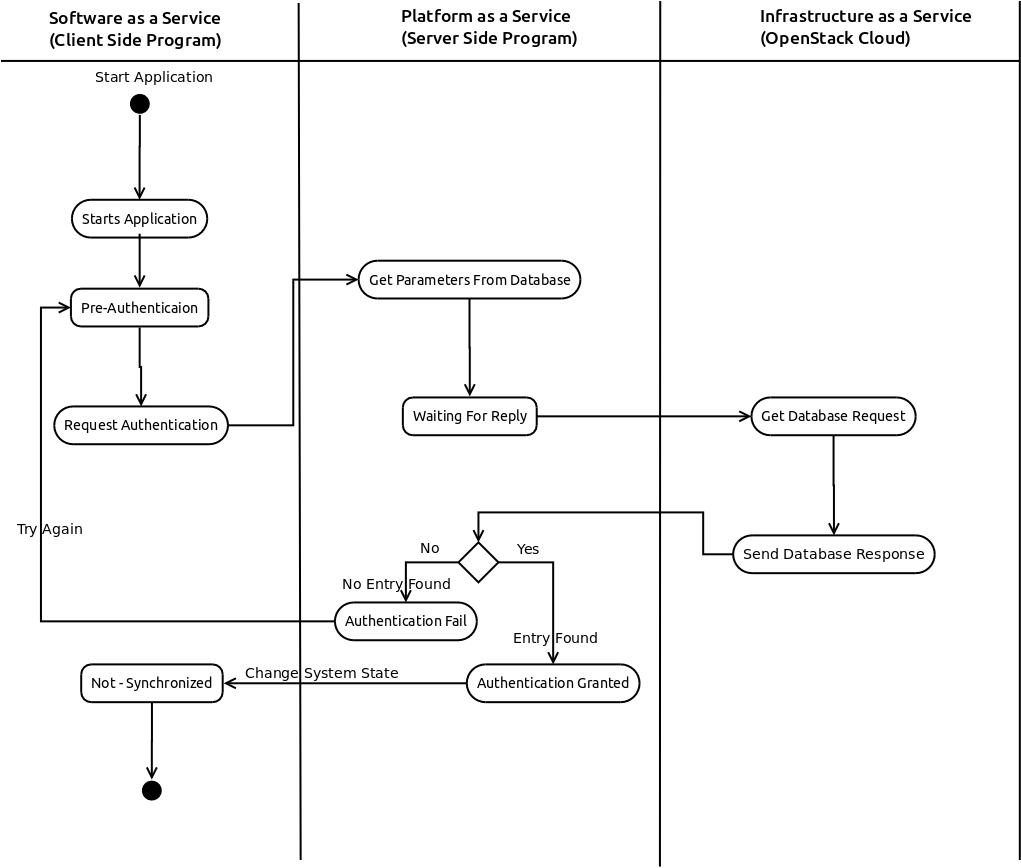 Software as a Service
(Client Side Program)
Platform as a Service
(Server Side Program)
Infrastructure as a Service
(OpenStack Cloud)
Start Application
Starts Application
Get Parameters From Database
Pre-Authenticaion
Waiting For Reply
Get Database Request
Request Authentication
Try Again
No
Yes
Send Database Response
No Entry Found
Authentication Fail
Entry Found
Change System State
Not - Synchronized
Authentication Granted